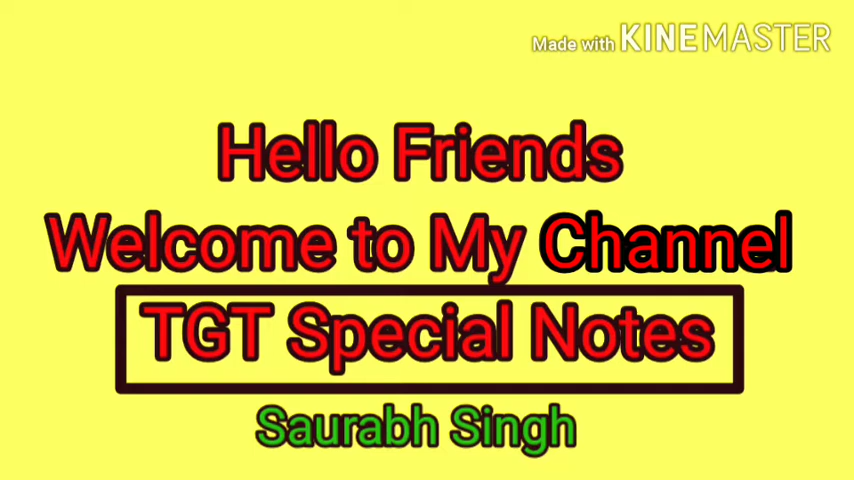 Made with KINEMASTER
Hello Friends
Welcome to My Channel
TGT Special Notes
Saurabh Singh